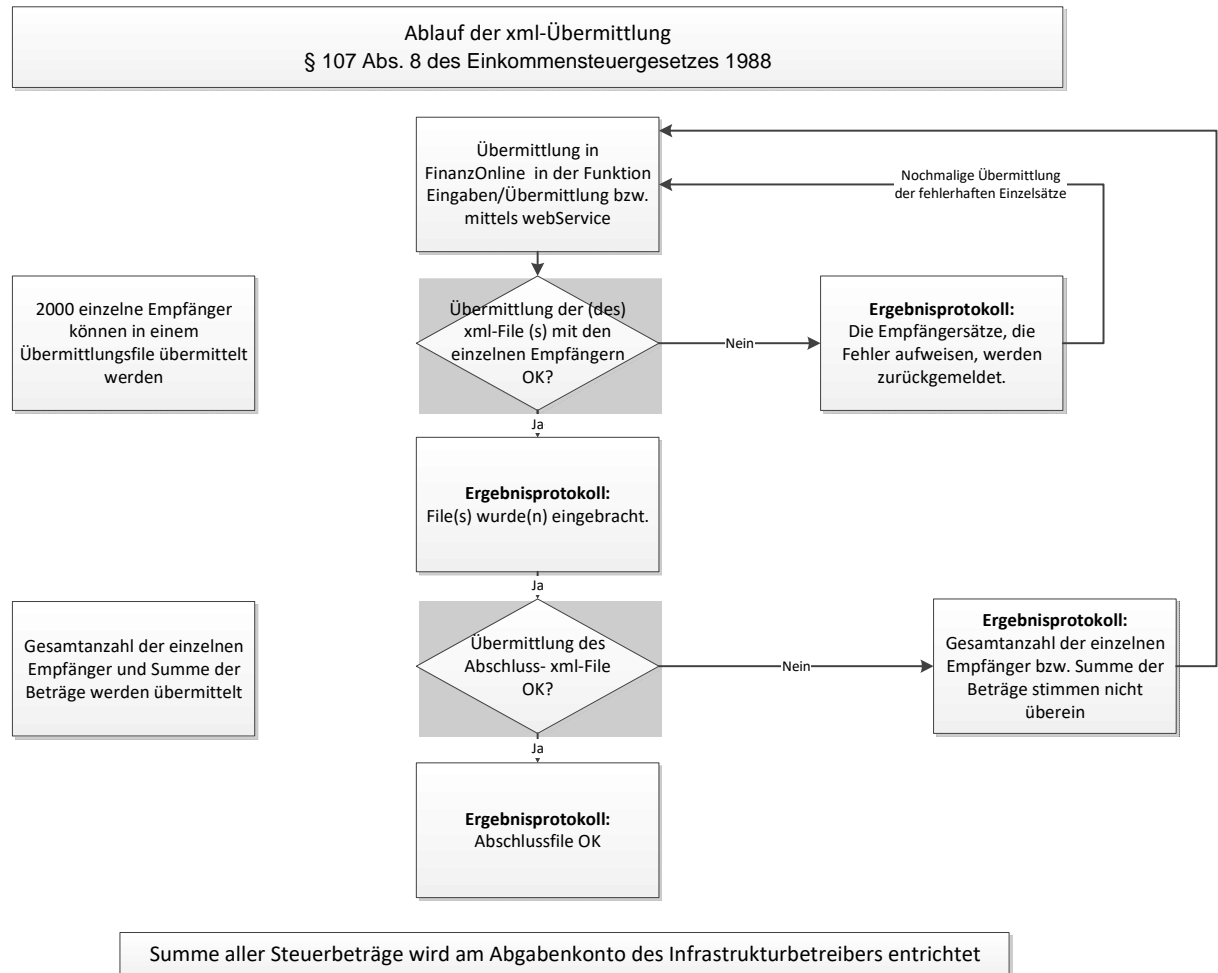 Ablauf der xml-Übermittlung
§ 107 Abs. 8 des Einkommensteuergesetzes 1988
Übermittlung in
FinanzOnline in der Funktion
Eingaben/Übermittlung bzw.
mittels webService
Nochmalige Übermittlung
der fehlerhaften Einzelsätze
2000 einzelne Empfänger
können in einem
Übermittlungsfile übermittelt
werden
Übermittlung der (des)
xml-File (s) mit den
einzelnen Empfängern
OK?
Nein
Ergebnisprotokoll:
Die Empfängersätze, die
Fehler aufweisen, werden
zurückgemeldet.
Ja
Ergebnisprotokoll:
File(s) wurde(n) eingebracht.
Ja
Gesamtanzahl der einzelnen
Empfänger und Summe der
Beträge werden übermittelt
Übermittlung des
Abschluss- xml-File
OK?
Nein
Ergebnisprotokoll:
Gesamtanzahl der einzelnen
Empfänger bzw. Summe der
Beträge stimmen nicht
überein
Ja
Ergebnisprotokoll:
Abschlussfile OK
Summe aller Steuerbeträge wird am Abgabenkonto des Infrastrukturbetreibers entrichtet